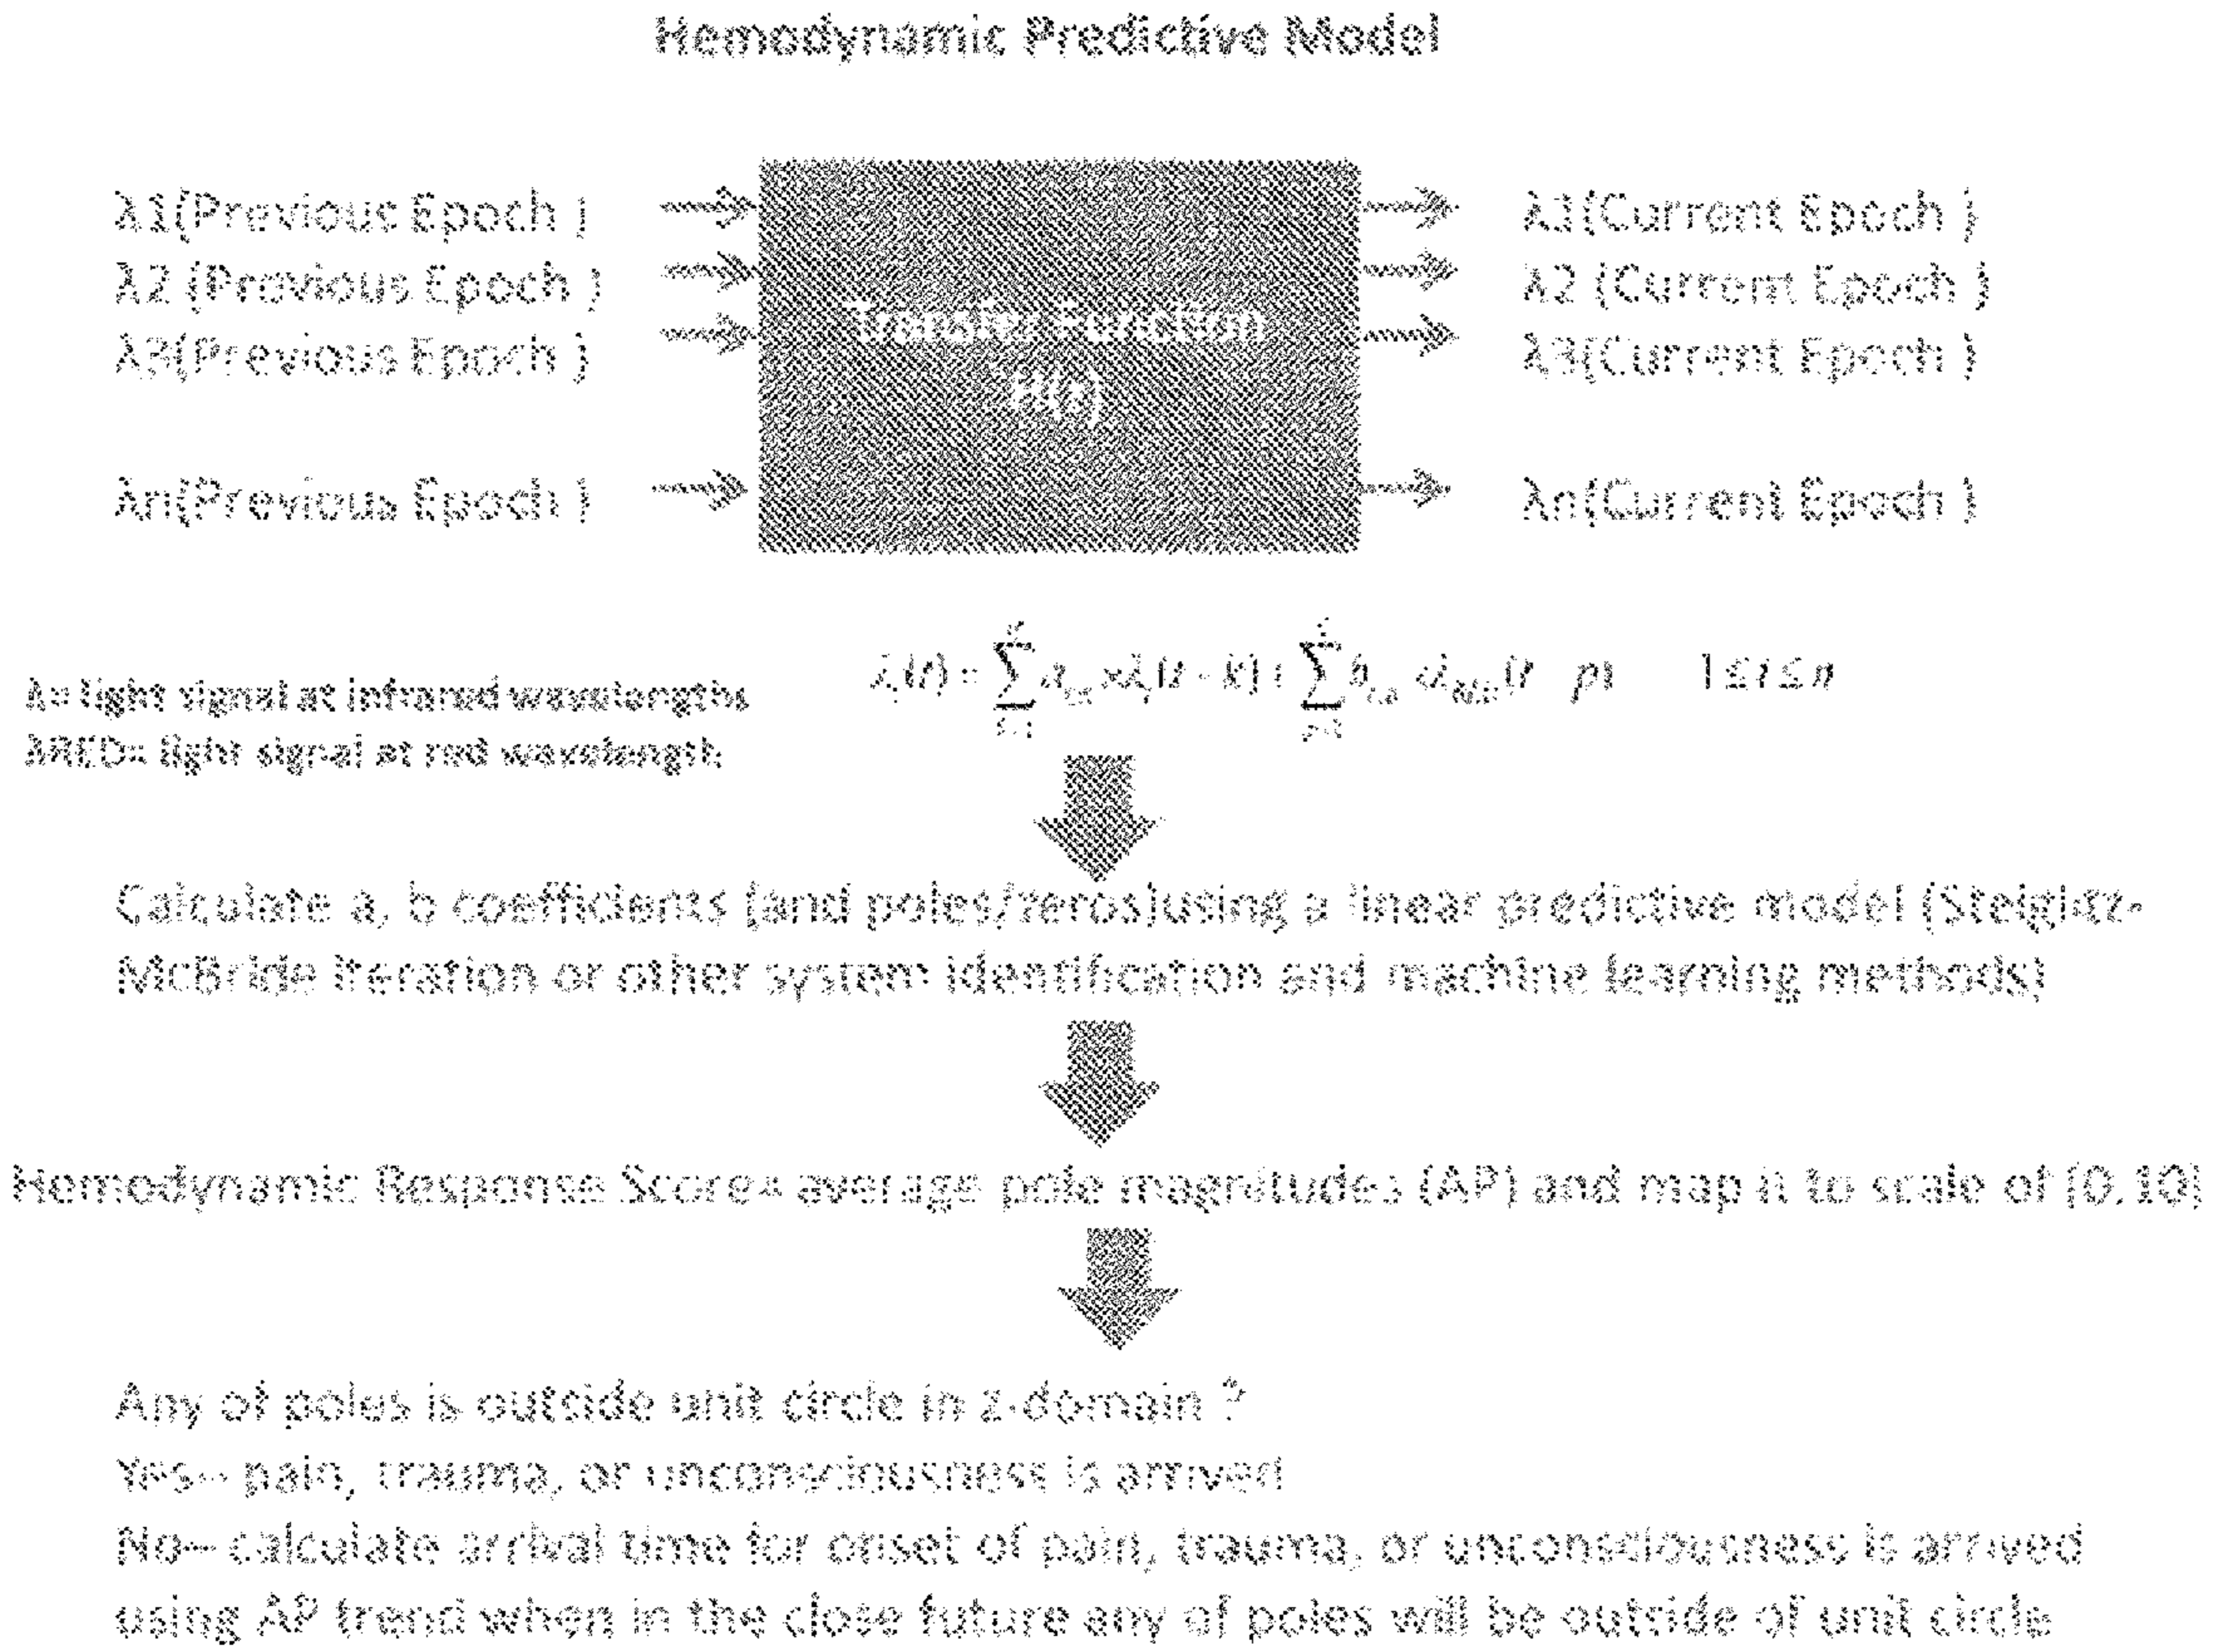 Hemodynamic Predictive Model
λ1(Previous Epoch )
λ2 (Previous Epoch )
λ3(Previous Epoch )
λn(Previous Epoch )
Transfer Function
H(z)
λ1(Current Epoch )
λ2 (Current Epoch )
λ3(Current Epoch )
λn(Current Epoch )
λ= light signal at infrared wavelengths
λRED= light signal at red wavelength
1 ≤ i ≤ n
Calculate a, b coefficients (and poles/zeros)using a linear predictive model (Steiglitz-
McBride iteration or other system identification and machine learning methods)
Hemodynamic Response Score= average pole magnitudes (AP) and map it to scale of [0, 10]
Any of poles is outside unit circle in z-domain ?
Yes-- pain, trauma, or unconsciousness is arrived
No-- calculate arrival time for onset of pain, trauma, or unconsciousness is arrived
using AP trend when in the close future any of poles will be outside of unit circle